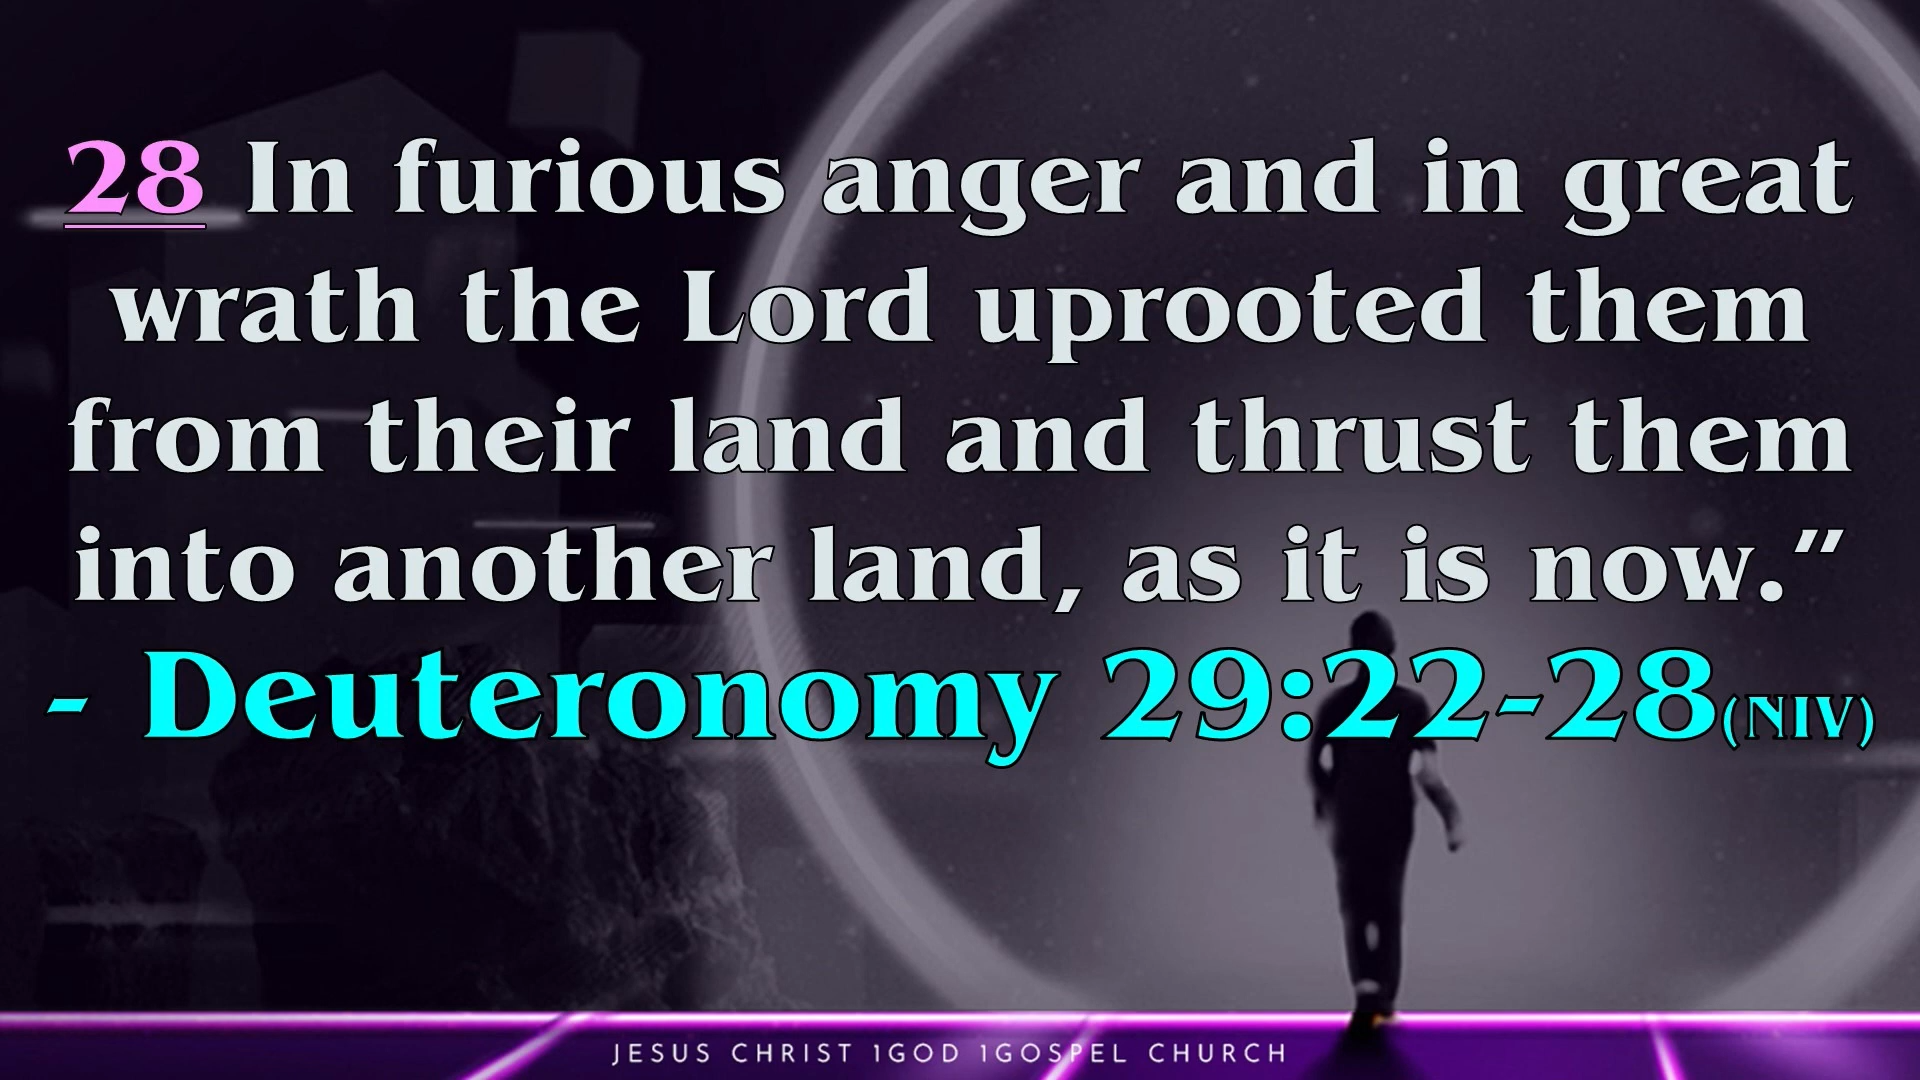 28 In furious anger and in great
wrath the Lord uprooted them
from their land and thrust them
into another land, as it is now.”
- Deuteronomy 29:22-28(NIV)
JESUS CHRIST 1GOD 1GOSPEL CHURCH